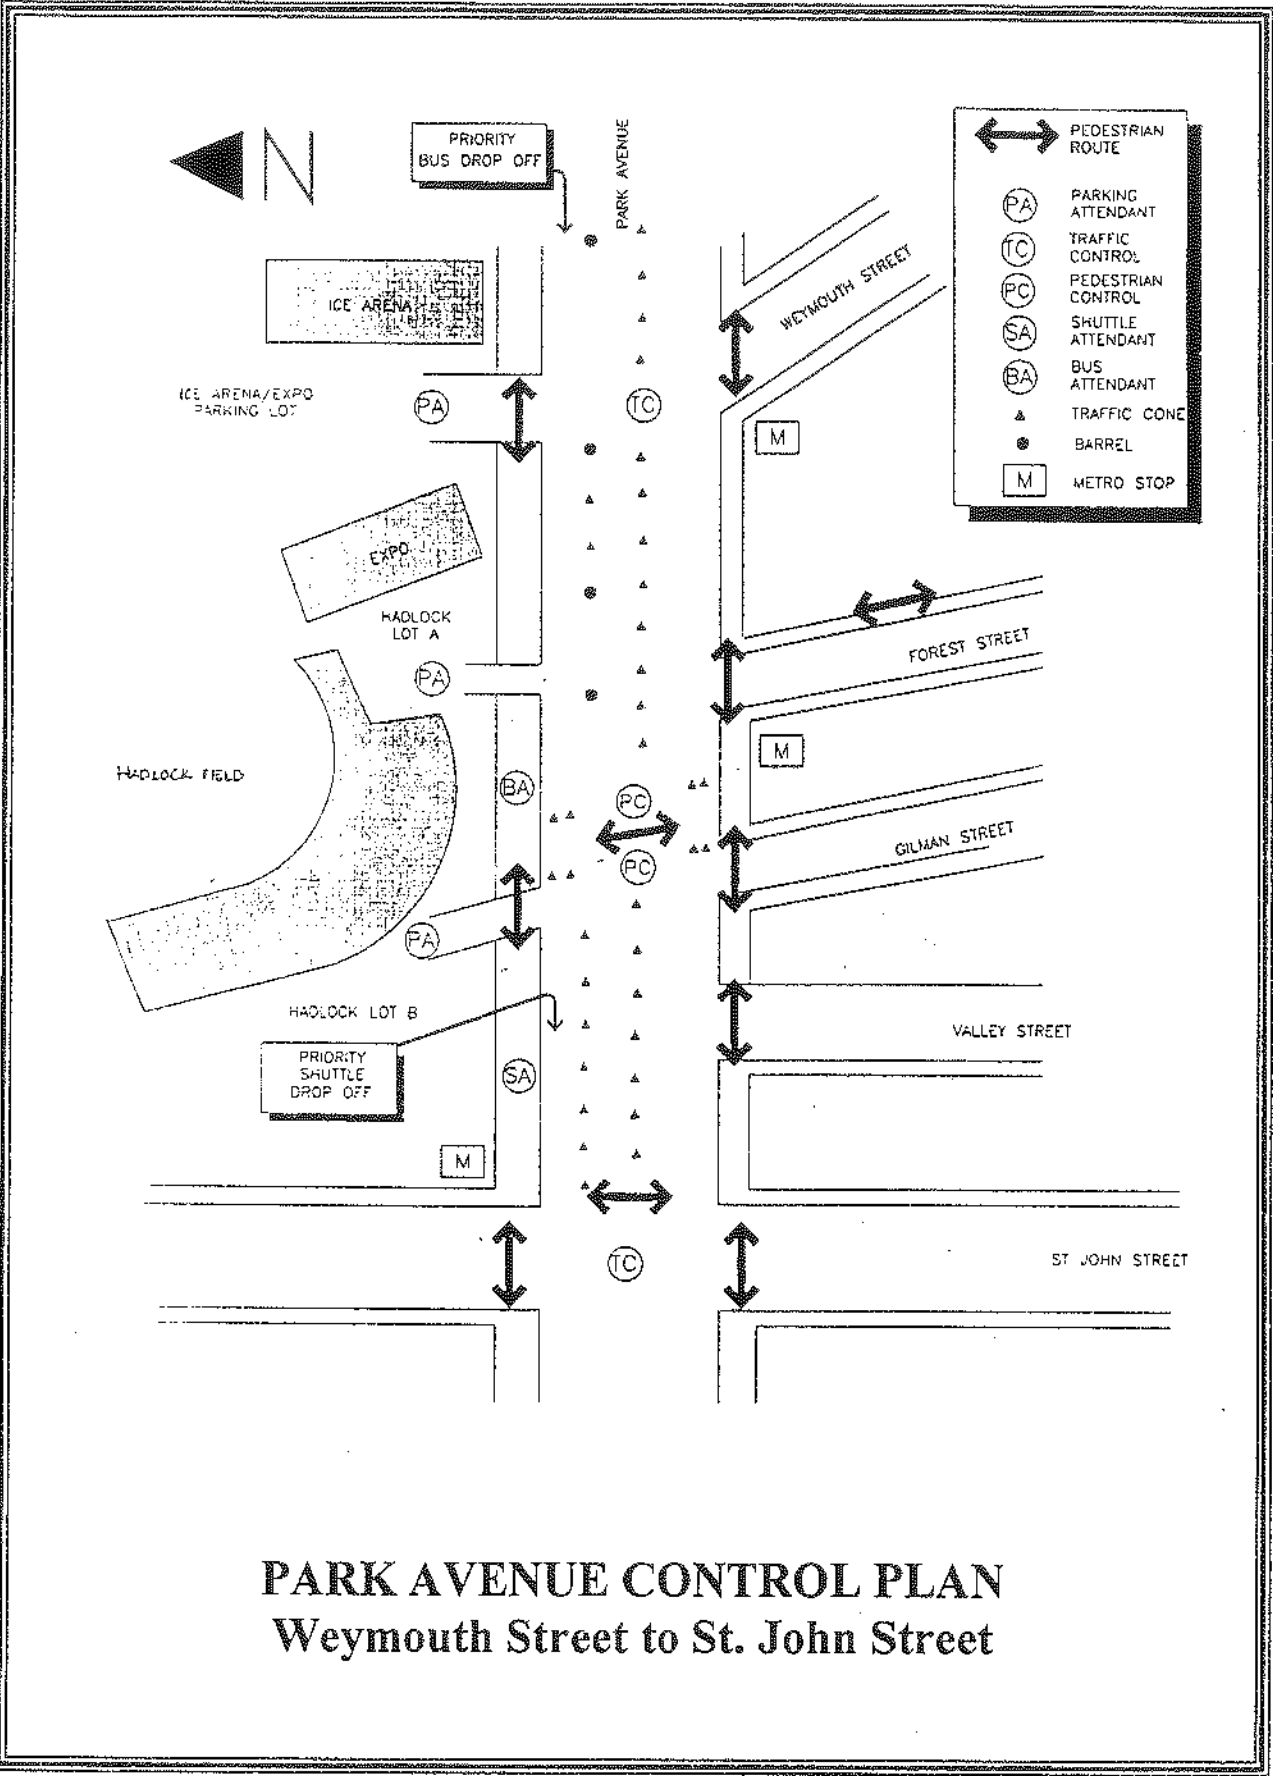 N
PRIORITY
BUS DROP OFF
PARK AVENUE
PEDESTRIAN
ROUTE
PA
PARKING
ATTENDANT
TC
TRAFFIC
CONTROL
PC
PEDESTRIAN
CONTROL
SA
SHUTTLE
ATTENDANT
BA
BUS
ATTENDANT
TRAFFIC CONE
BARREL
M
METRO STOP
WEYMOUTH STREET
ICE ARENA
ICE ARENA/EXPO
PARKING LOT
PA
TC
M
EXPO
HADLOCK
LOT A
PA
FOREST STREET
M
HADLOCK FIELD
BA
PC
PC
GILMAN STREET
PA
HADLOCK LOT B
VALLEY STREET
PRIORITY
SHUTTLE
DROP OFF
SA
M
TC
ST JOHN STREET
PARK AVENUE CONTROL PLAN
Weymouth Street to St. John Street